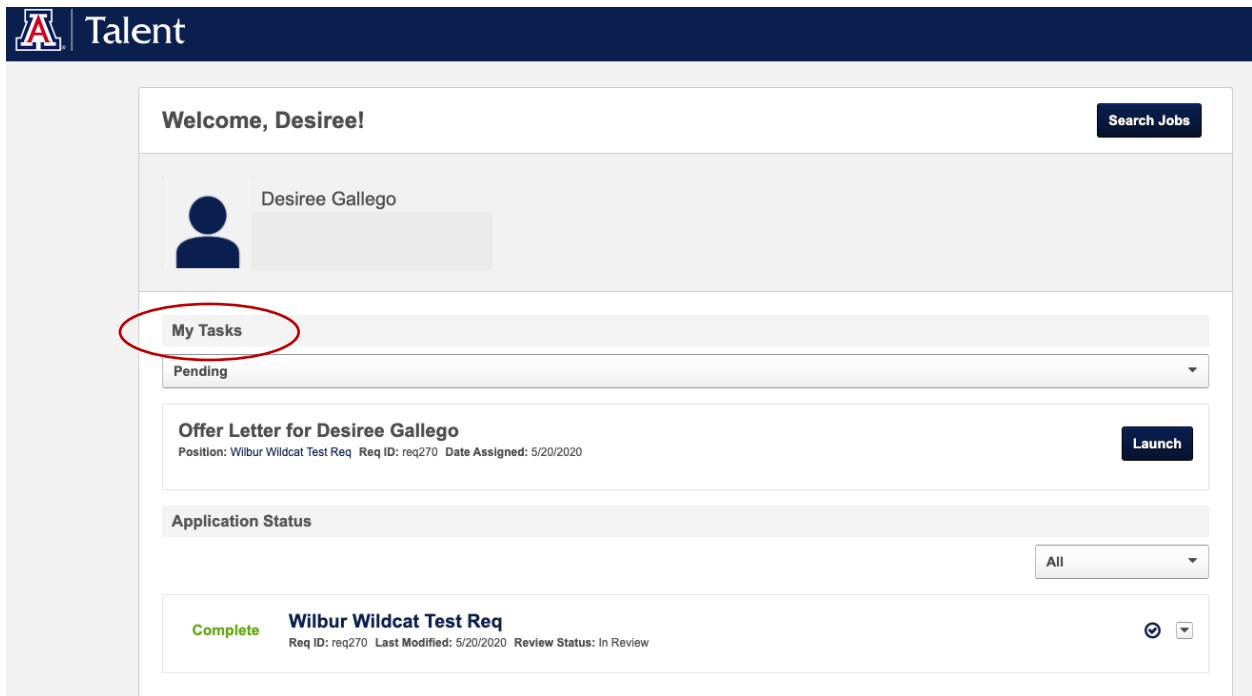 A Talent
Welcome, Desiree!
Search Jobs
Desiree Gallego
My Tasks
Pending
Offer Letter for Desiree Gallego
Position: Wilbur Wildcat Test Req Req ID: req270 Date Assigned: 5/20/2020
Launch
Application Status
All
Complete
Wilbur Wildcat Test Req
Req ID: req270 Last Modified: 5/20/2020 Review Status: In Review